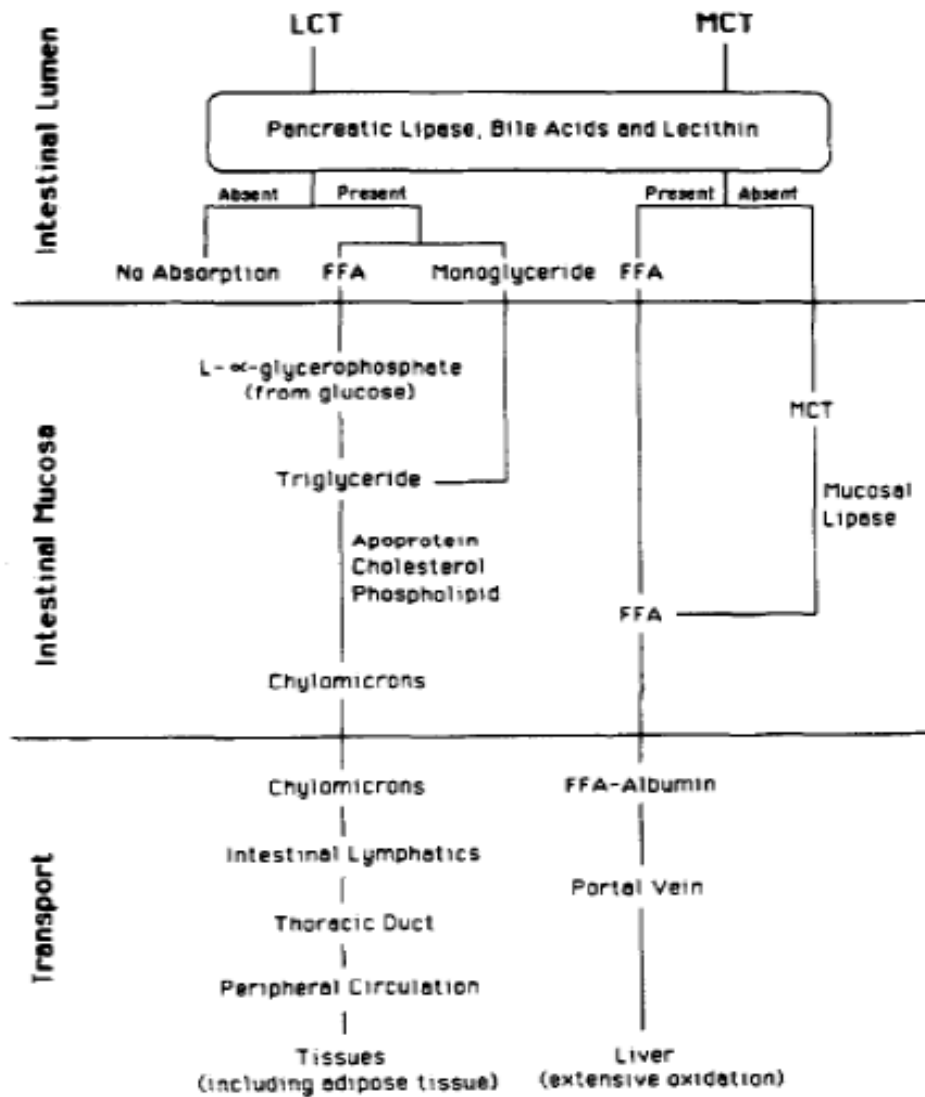 LCT MCT
Intestinal Lumen
Pancreatic Lipase, Bile Acids and Lecithin
Absent Present Present Absent
No Absorption FFA Monoglyceride FFA
Intestinal Mucosa
L-∝-glycerophosphate
(from glucose)
MCT
Triglyceride
Mucosal
Lipase
Apoprotein
Cholesterol
Phospholipid
FFA
Chylomicrons
Transport
Chylomicrons FFA-Albumin
Intestinal Lymphatics
Portal Vein
Thoracic Duct
Peripheral Circulation
Tissues Liver
(including adipose tissue) (extensive oxidation)